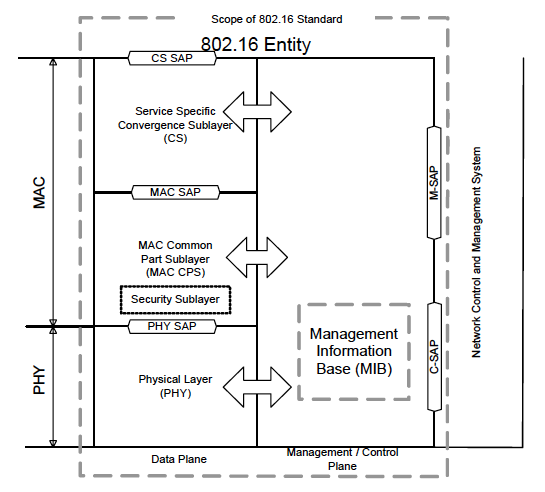 Scope of 802.16 Standard
802.16 Entity
CS SAP
Service Specific
Convergence Sublayer
(CS)
MAC SAP
MAC
MAC Common
Part Sublayer
(MAC CPS)
Security Sublayer
PHY SAP
PHY
Physical Layer
(PHY)
Data Plane
Management
Information
Base (MIB)
Management / Control
Plane
M-SAP
C-SAP
Network Control and Management System